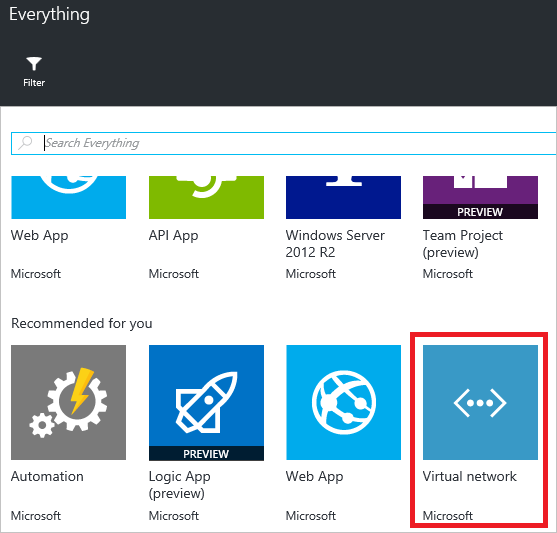 Everything
Filter
Search Everything
PREVIEW
Web App
API App
Windows Server
2012 R2
Team Project
(preview)
Microsoft
Microsoft
Microsoft
Microsoft
Recommended for you
PREVIEW
Automation
Logic App
(preview)
Web App
Virtual network
Microsoft
Microsoft
Microsoft
Microsoft